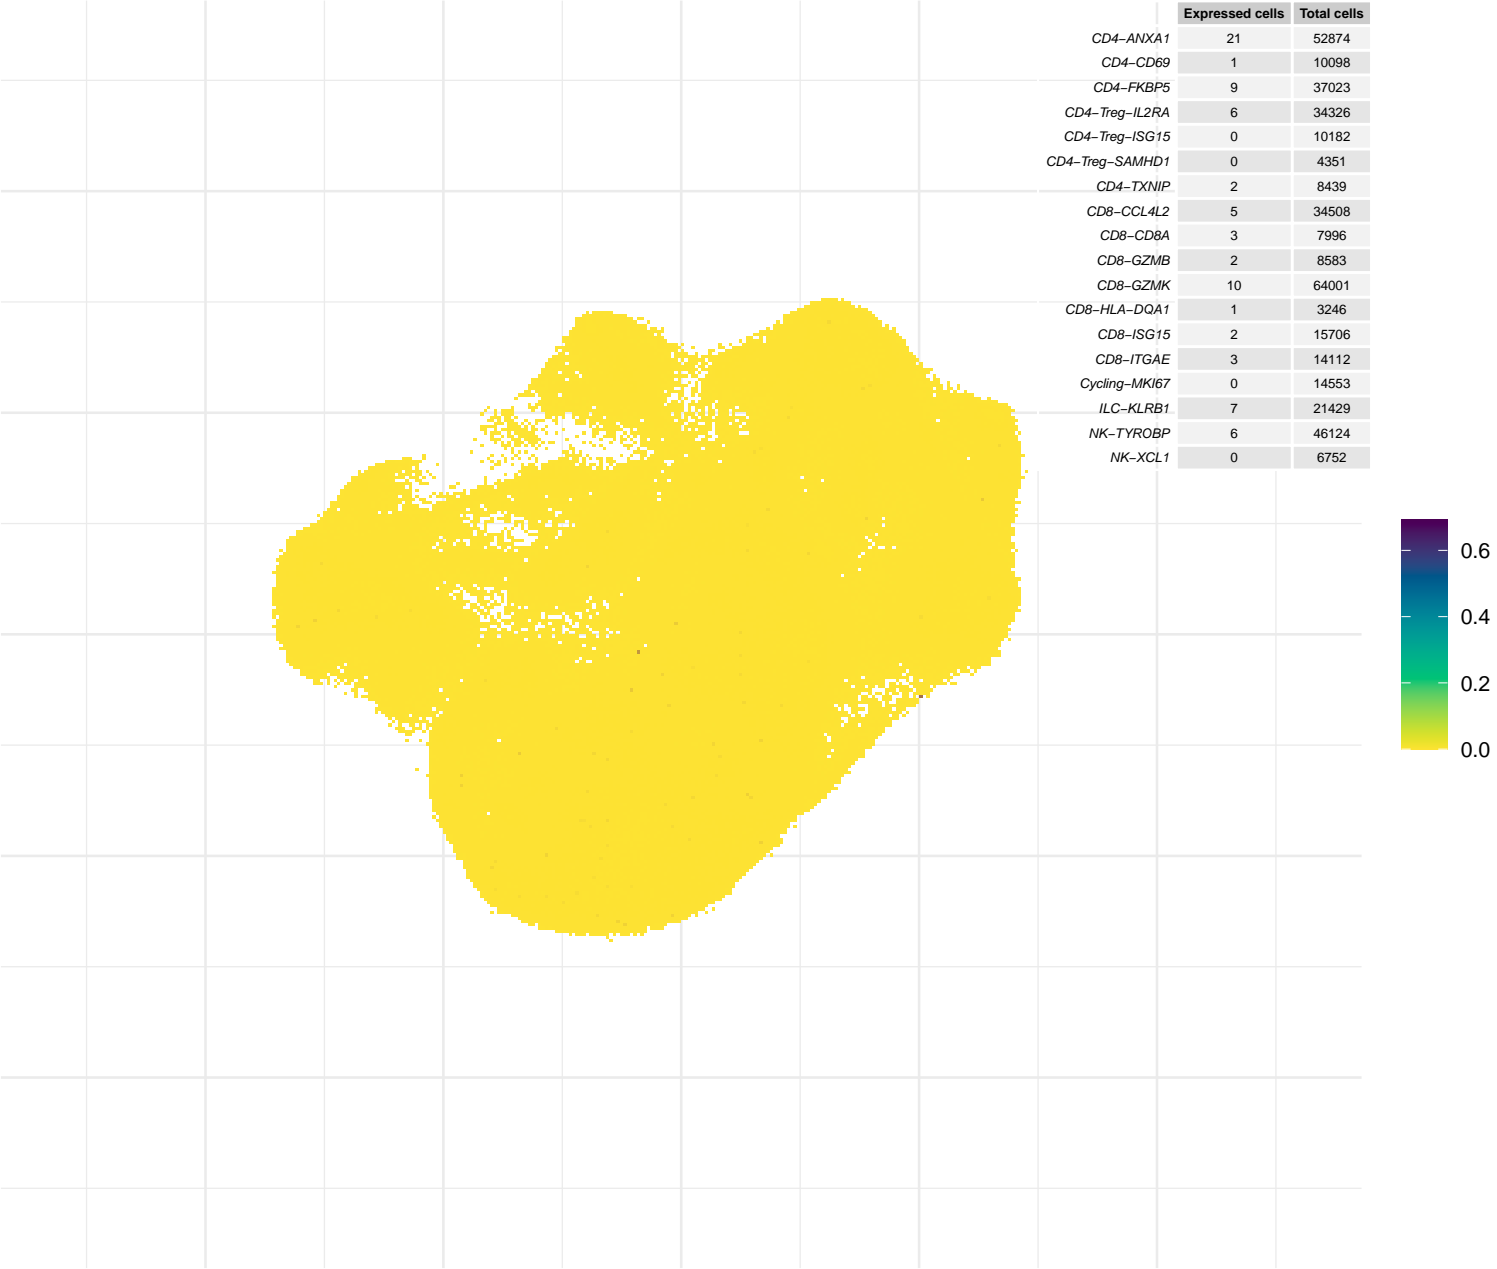 Expressed cells Total cells
CD4−ANXA1 21 52874
CD4−CD69 1 10098
CD4−FKBP5 9 37023
CD4−Treg−IL2RA 6 34326
CD4−Treg−ISG15 0 10182
CD4−Treg−SAMHD1 0 4351
CD4−TXNIP 2 8439
CD8−CCL4L2 5 34508
CD8−CD8A 3 7996
CD8−GZMB 2 8583
CD8−GZMK 10 64001
CD8−HLA−DQA1 1 3246
CD8−ISG15 2 15706
CD8−ITGAE 3 14112
Cycling−MKI67 0 14553
ILC−KLRB1 7 21429
NK−TYROBP 6 46124
NK−XCL1 0 6752
0.6
0.4
0.2
0.0